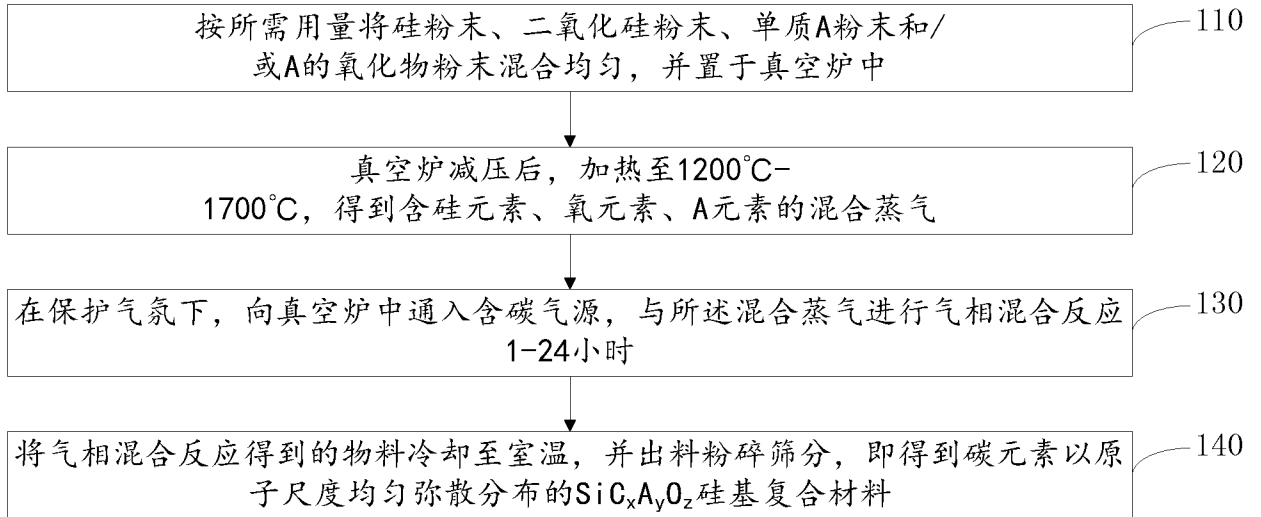 按所需用量将硅粉末、二氧化硅粉末、单质A粉末和/
或A的氧化物粉末混合均匀，并置于真空炉中
110
真空炉减压后，加热至1200℃-
1700℃，得到含硅元素、氧元素、A元素的混合蒸气
120
在保护气氛下，向真空炉中通入含碳气源，与所述混合蒸气进行气相混合反应
1-24小时
130
将气相混合反应得到的物料冷却至室温，并出料粉碎筛分，即得到碳元素以原
子尺度均匀弥散分布的SiCxAyOz硅基复合材料
140